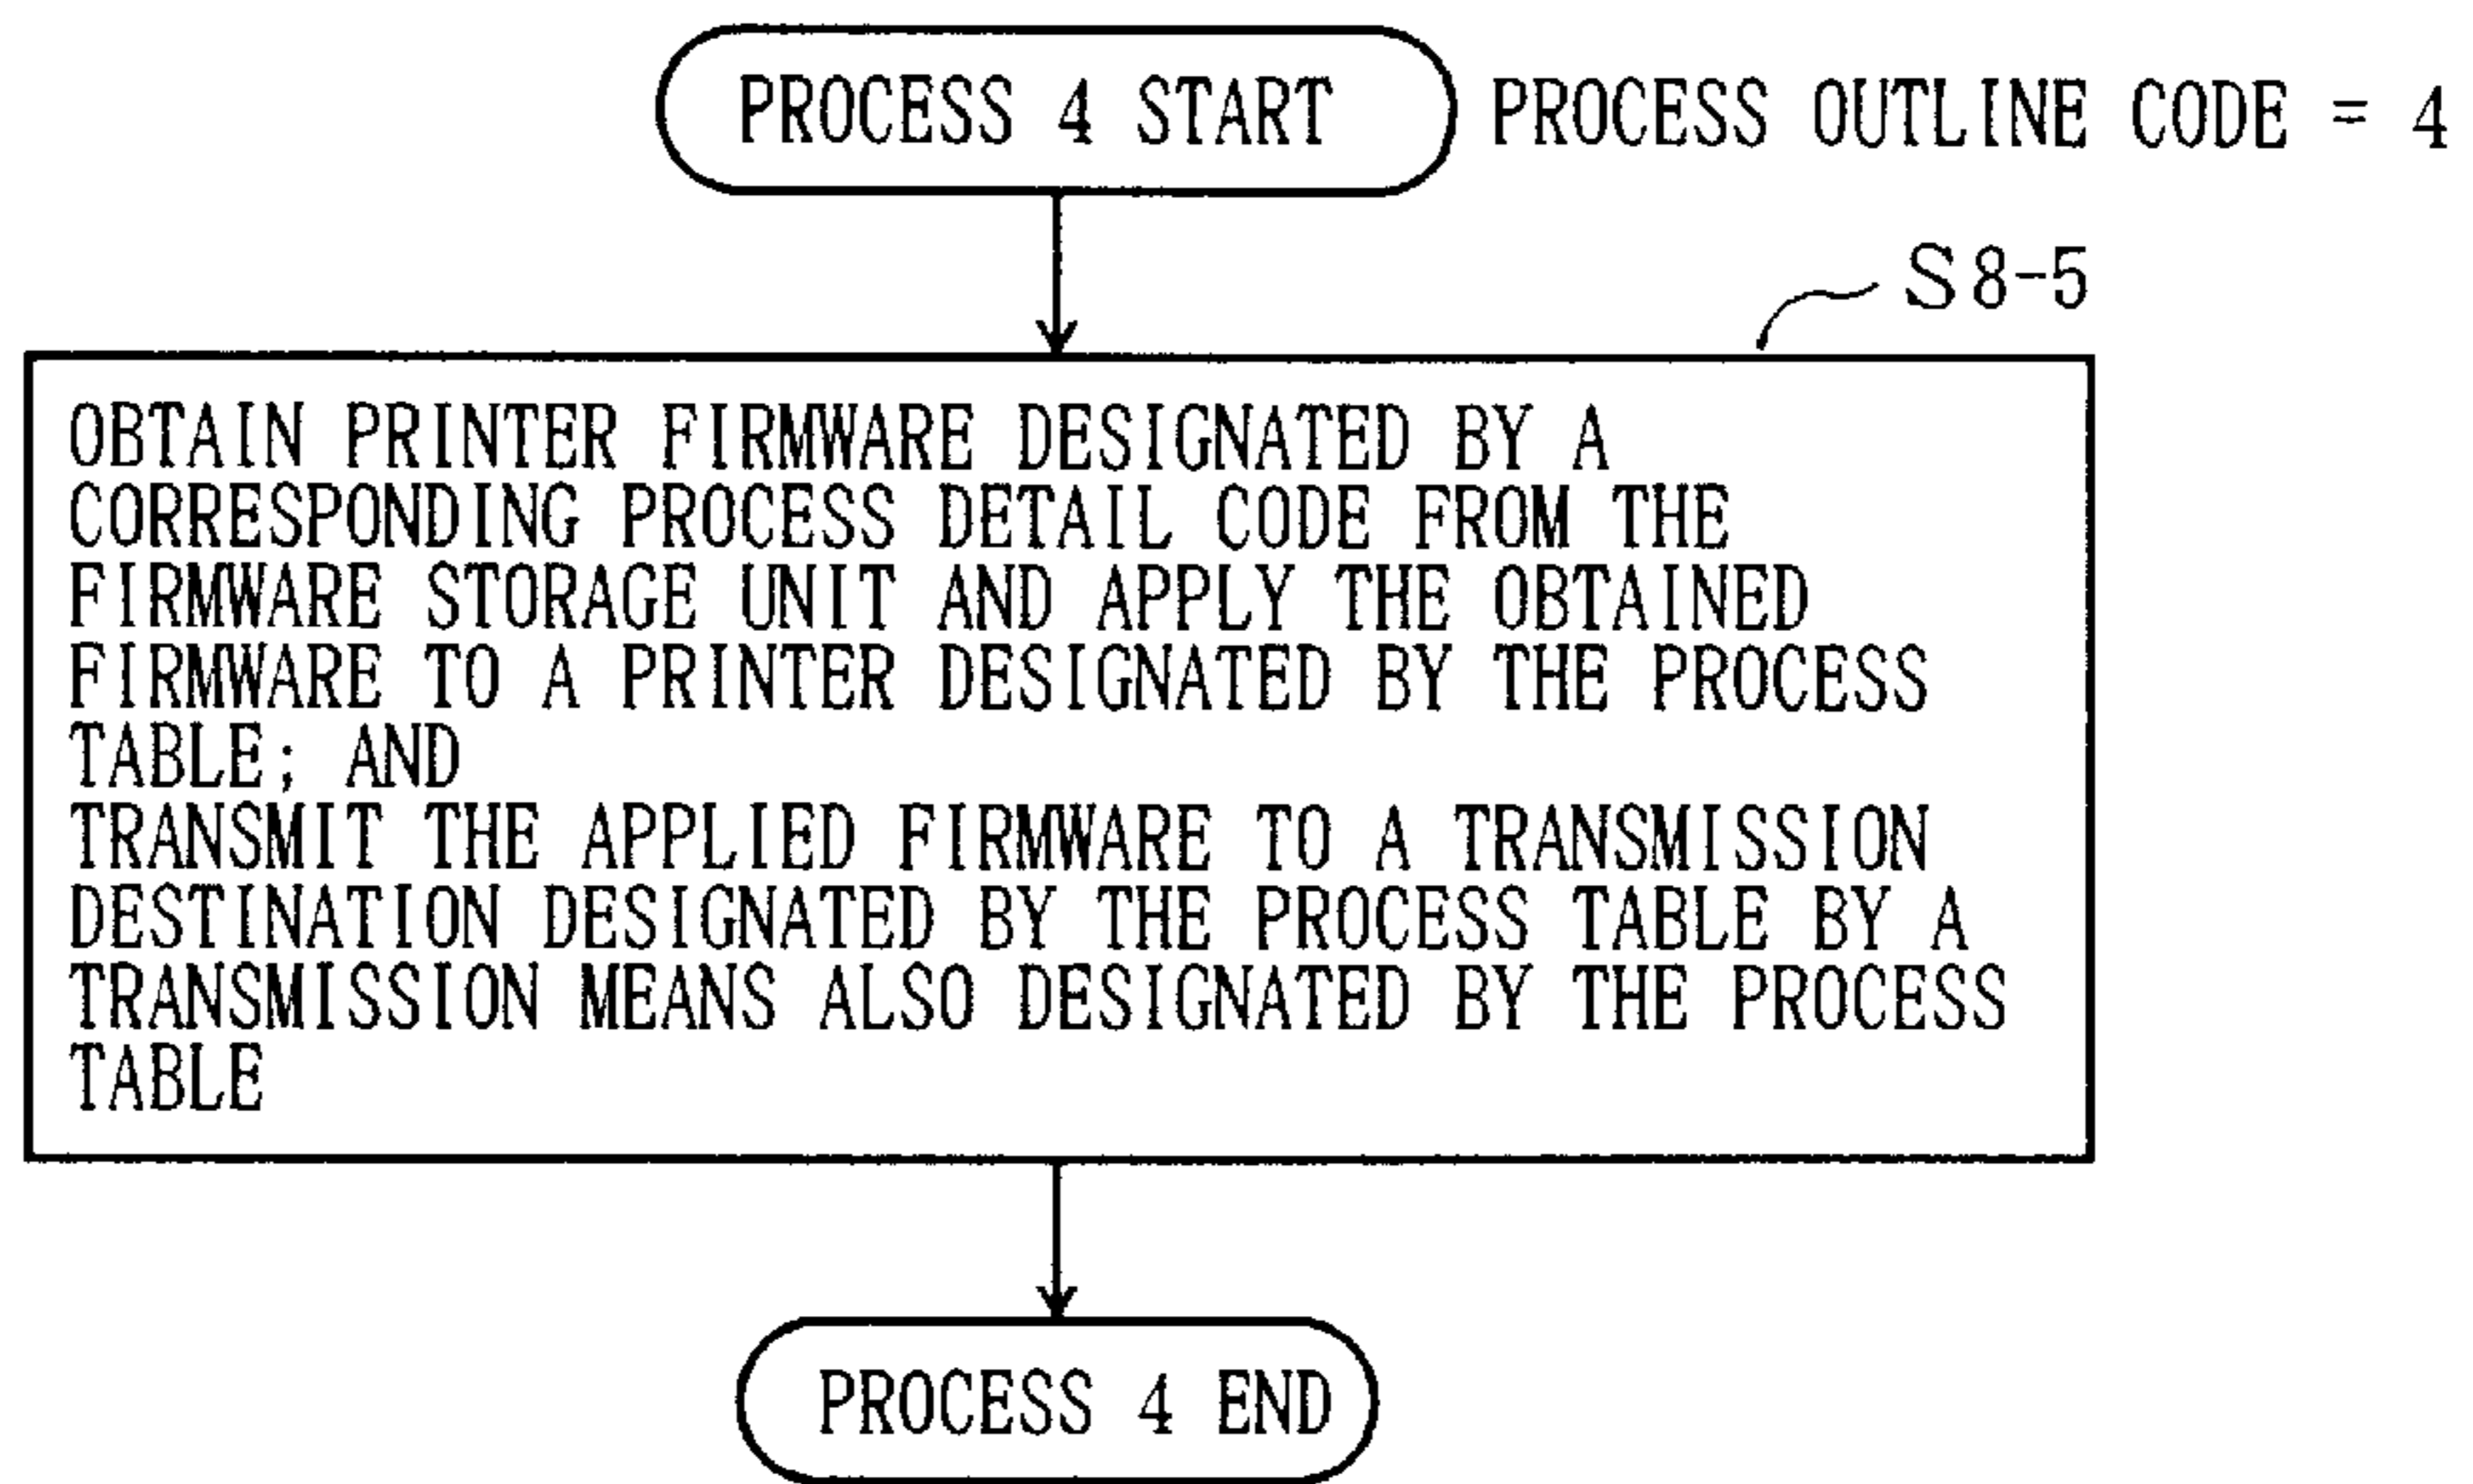 PROCESS 4 START
PROCESS OUTLINE CODE = 4
S8-5
OBTAIN PRINTER FIRMWARE DESIGNATED BY A
CORRESPONDING PROCESS DETAIL CODE FROM THE
FIRMWARE STORAGE UNIT AND APPLY THE OBTAINED
FIRMWARE TO A PRINTER DESIGNATED BY THE PROCESS
TABLE; AND
TRANSMIT THE APPLIED FIRMWARE TO A TRANSMISSION
DESTINATION DESIGNATED BY THE PROCESS TABLE BY A
TRANSMISSION MEANS ALSO DESIGNATED BY THE PROCESS
TABLE
PROCESS 4 END